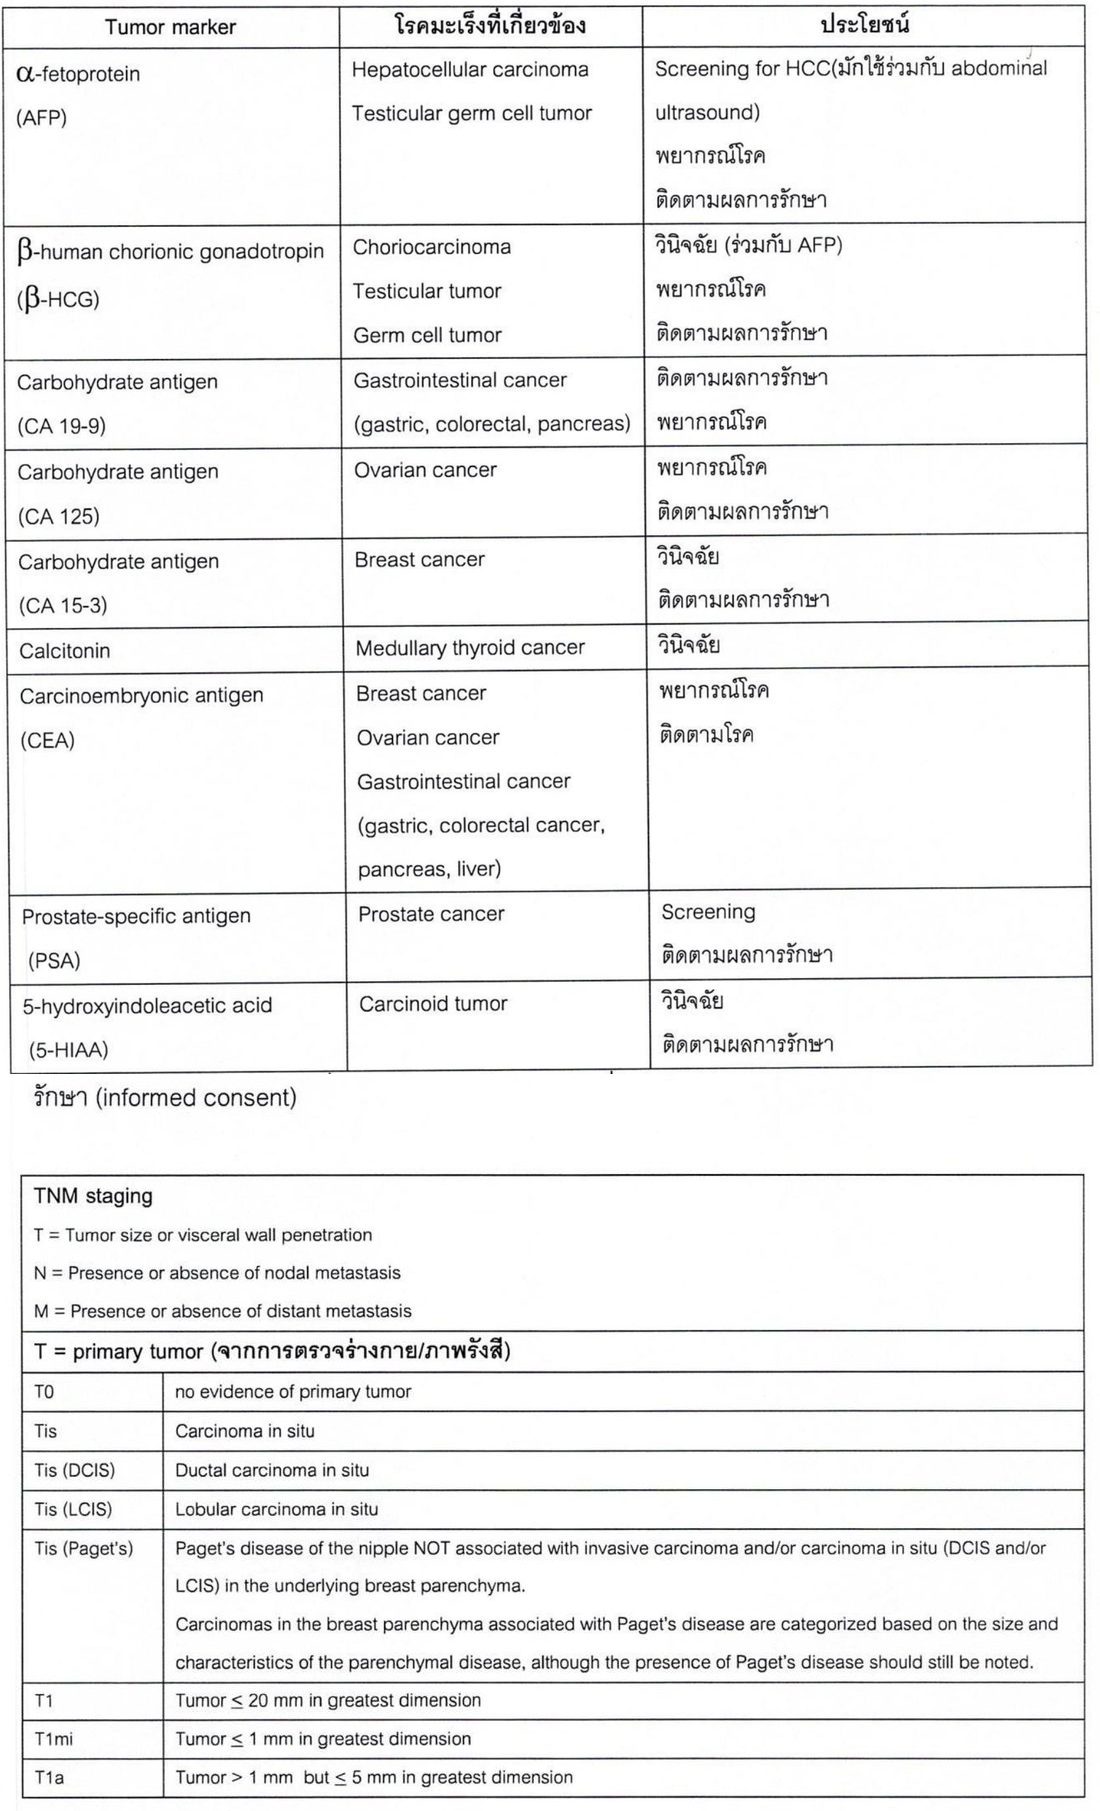 Tumor marker โรคมะเร็งที่เกี่ยวข้อง ประโยชน์
α-fetoprotein Hepatocellular carcinoma Screening for HCC(มักใช้ร่วมกับ abdominal
(AFP) Testicular germ cell tumor ultrasound)
พยากรณ์โรค
ติดตามผลการรักษา
β-human chorionic gonadotropin Choriocarcinoma วินิจฉัย (ร่วมกับ AFP)
(β-HCG) Testicular tumor พยากรณ์โรค
Germ cell tumor ติดตามผลการรักษา
Carbohydrate antigen Gastrointestinal cancer ติดตามผลการรักษา
(CA 19-9) (gastric, colorectal, pancreas) พยากรณ์โรค
Carbohydrate antigen Ovarian cancer พยากรณ์โรค
(CA 125) ติดตามผลการรักษา
Carbohydrate antigen Breast cancer วินิจฉัย
(CA 15-3) ติดตามผลการรักษา
Calcitonin Medullary thyroid cancer วินิจฉัย
Carcinoembryonic antigen Breast cancer พยากรณ์โรค
(CEA) Ovarian cancer ติดตามโรค
Gastrointestinal cancer
(gastric, colorectal cancer,
pancreas, liver)
Prostate-specific antigen Prostate cancer Screening
(PSA) ติดตามผลการรักษา
5-hydroxyindoleacetic acid Carcinoid tumor วินิจฉัย
(5-HIAA) ติดตามผลการรักษา
รักษา (informed consent)
TNM staging
T = Tumor size or visceral wall penetration
N = Presence or absence of nodal metastasis
M = Presence or absence of distant metastasis
T = primary tumor (จากการตรวจร่างกาย/ภาพรังสี)
T0 no evidence of primary tumor
Tis Carcinoma in situ
Tis (DCIS) Ductal carcinoma in situ
Tis (LCIS) Lobular carcinoma in situ
Tis (Paget's) Paget's disease of the nipple NOT associated with invasive carcinoma and/or carcinoma in situ (DCIS and/or
LCIS) in the underlying breast parenchyma.
Carcinomas in the breast parenchyma associated with Paget's disease are categorized based on the size and
characteristics of the parenchymal disease, although the presence of Paget's disease should still be noted.
T1 Tumor ≤ 20 mm in greatest dimension
T1mi Tumor ≤ 1 mm in greatest dimension
T1a Tumor > 1 mm but ≤ 5 mm in greatest dimension